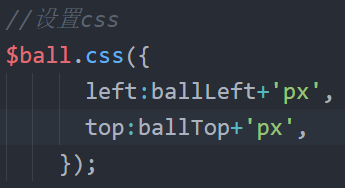 //设置css
$ball.css({
left:ballLeft+'px',
top:ballTop+'px',
});